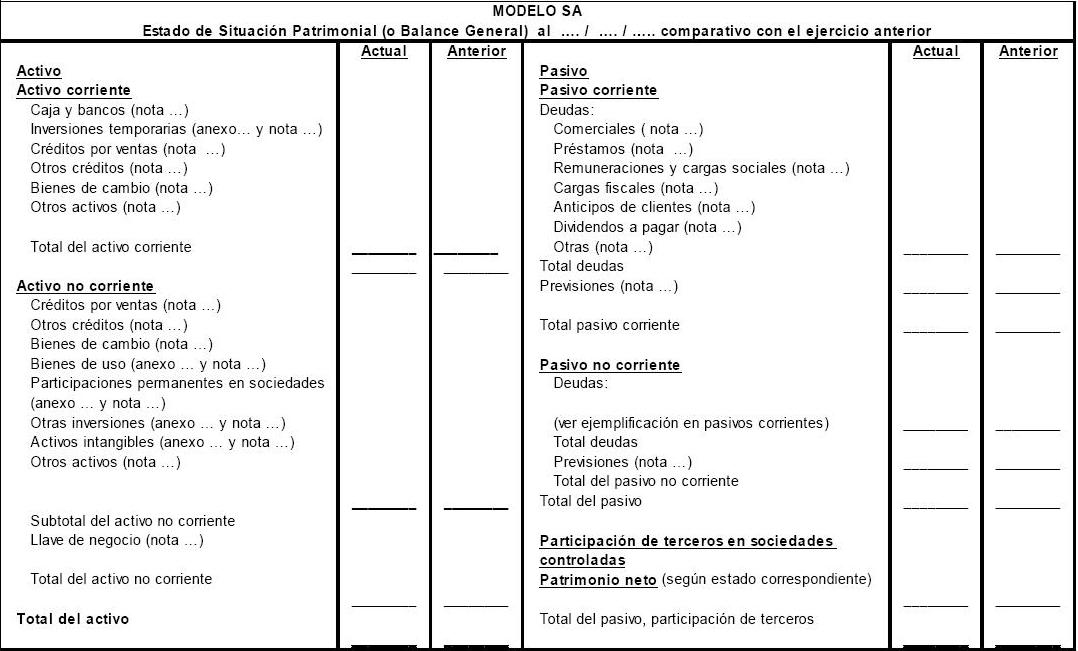 MODELO SA
Estado de Situación Patrimonial (o Balance General) al .... / .... / ..... comparativo con el ejercicio anterior
Actual Anterior
Activo
Activo corriente
Caja y bancos (nota ...)
Inversiones temporarias (anexo... y nota ...)
Créditos por ventas (nota ...)
Otros créditos (nota ...)
Bienes de cambio (nota ...)
Otros activos (nota ...)
Total del activo corriente
Activo no corriente
Créditos por ventas (nota ...)
Otros créditos (nota ...)
Bienes de cambio (nota ...)
Bienes de uso (anexo ... y nota ...)
Participaciones permanentes en sociedades
(anexo ... y nota ...)
Otras inversiones (anexo ... y nota ...)
Activos intangibles (anexo ... y nota ...)
Otros activos (nota ...)
Subtotal del activo no corriente
Llave de negocio (nota ...)
Total del activo no corriente
Total del activo
Actual Anterior
Pasivo
Pasivo corriente
Deudas:
Comerciales ( nota ...)
Préstamos (nota ...)
Remuneraciones y cargas sociales (nota ...)
Cargas fiscales (nota ...)
Anticipos de clientes (nota ...)
Dividendos a pagar (nota ...)
Otras (nota ...)
Total deudas
Previsiones (nota ...)
Total pasivo corriente
Pasivo no corriente
Deudas:
(ver ejemplificación en pasivos corrientes)
Total deudas
Previsiones (nota ...)
Total del pasivo no corriente
Total del pasivo
Participación de terceros en sociedades
controladas
Patrimonio neto (según estado correspondiente)
Total del pasivo, participación de terceros